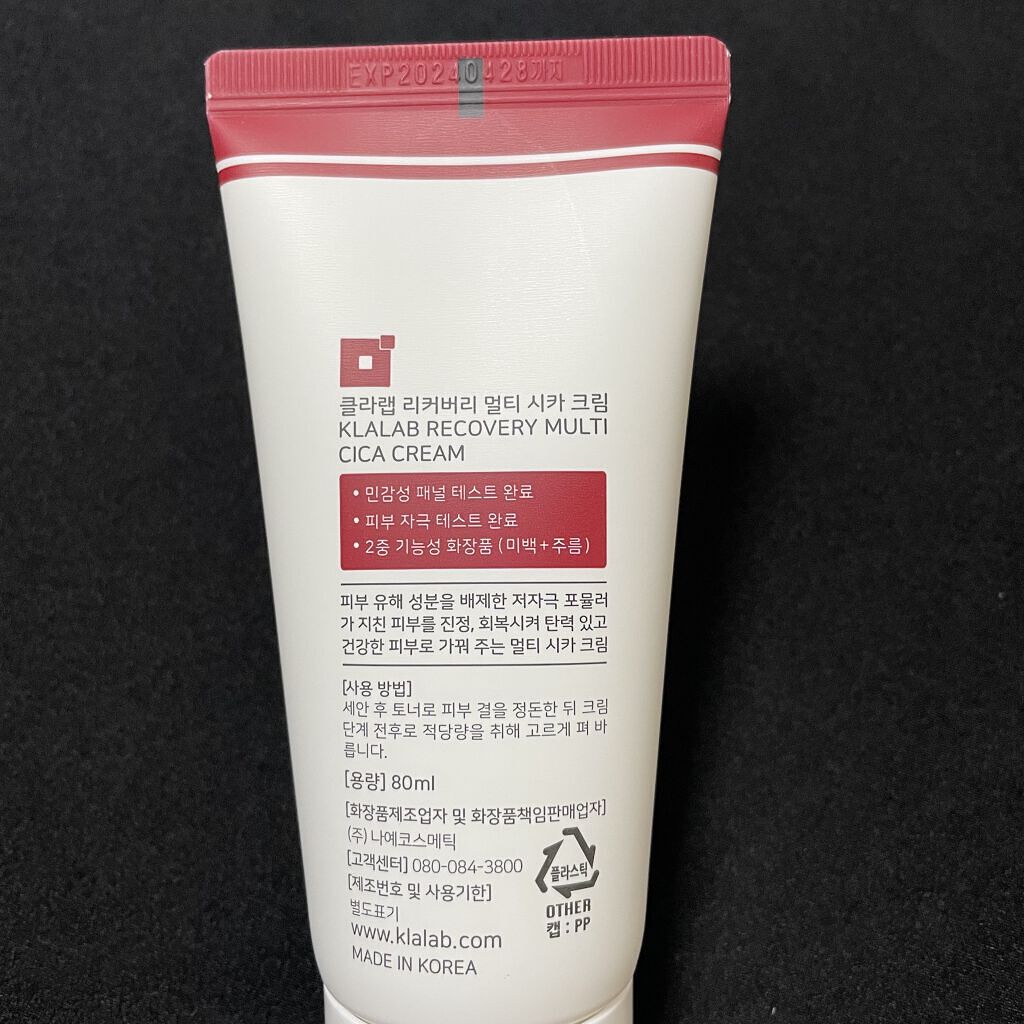 EXP20240428까지
클라랩 리커버리 멀티 시카 크림
KLALAB RECOVERY MULTI
CICA CREAM
• 민감성 패널 테스트 완료
• 피부 자극 테스트 완료
• 2중 기능성 화장품 (미백+주름)
피부 유해 성분을 배제한 저자극 포뮬러
가 지친 피부를 진정, 회복시켜 탄력 있고
건강한 피부로 가꿔 주는 멀티 시카 크림
[사용 방법]
세안 후 토너로 피부 결을 정돈한 뒤 크림
단계 전후로 적당량을 취해 고르게 펴 바
릅니다.
[용량] 80ml
[화장품제조업자 및 화장품책임판매업자]
(주) 나예코스메틱
[고객센터] 080-084-3800
[제조번호 및 사용기한]
별도표기
www.klalab.com
MADE IN KOREA
플라스틱
OTHER
캡 : PP